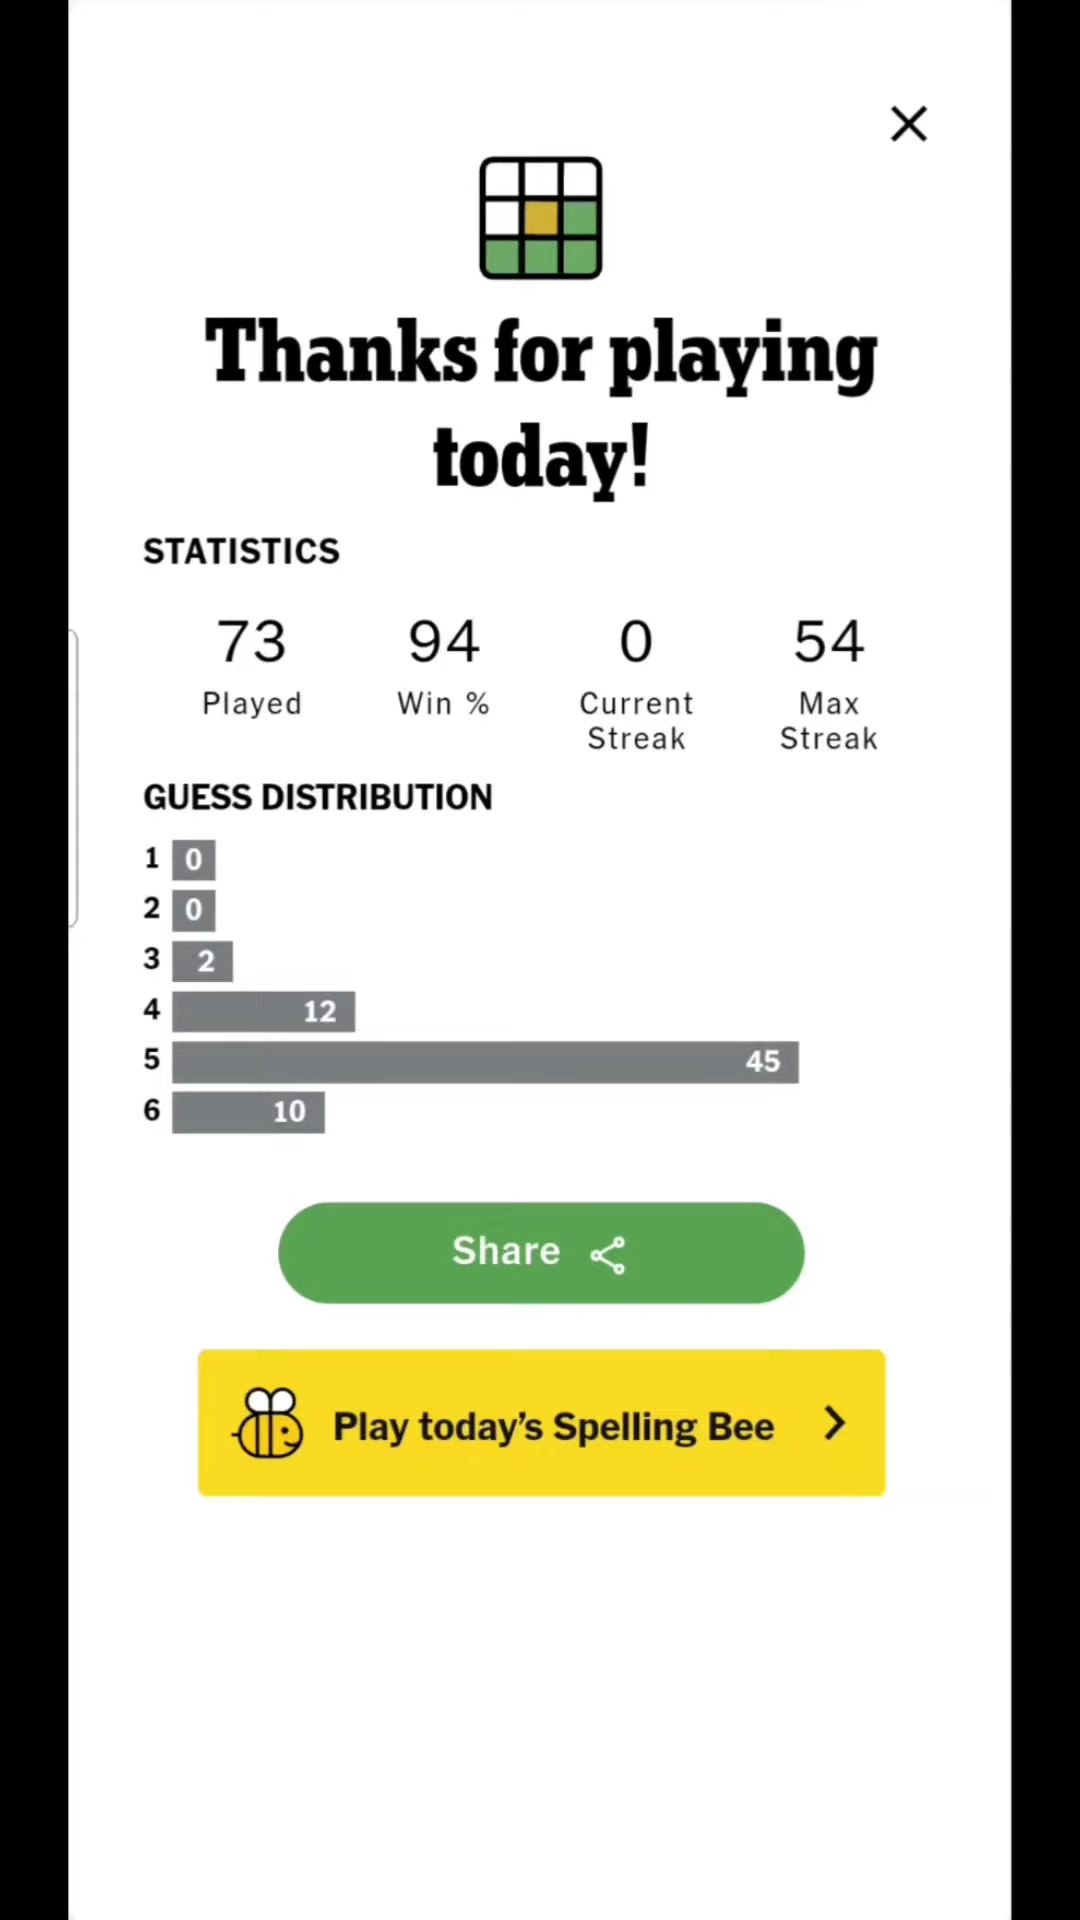 Thanks for playing
today!
STATISTICS
73 94 0 54
Played Win % Current Max
Streak Streak
GUESS DISTRIBUTION
1 0
2 0
3 2
4 12
5 45
6 10
Share
Play today’s Spelling Bee